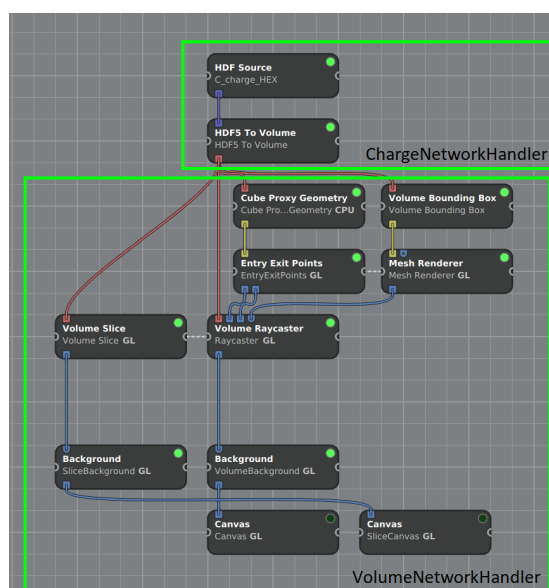 HDF Source
C_charge_HEX
HDF5 To Volume
HDF5 To Volume
ChargeNetworkHandler
Cube Proxy Geometry
Cube Pro...Geometry CPU
Volume Bounding Box
Volume Bounding Box
Entry Exit Points
EntryExitPoints GL
Mesh Renderer
Mesh Renderer GL
Volume Slice
Volume Slice GL
Volume Raycaster
Raycaster GL
Background
SliceBackground GL
Background
VolumeBackground GL
Canvas
Canvas GL
Canvas
SliceCanvas GL
VolumeNetworkHandler